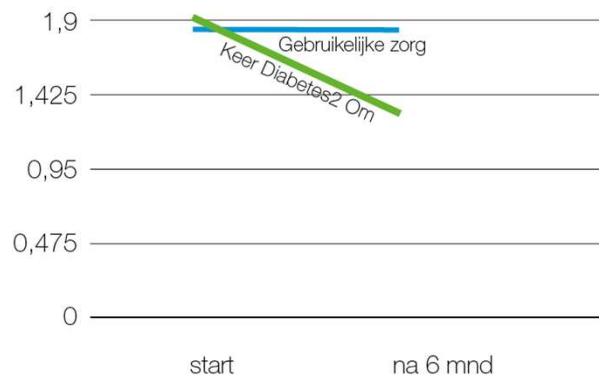 1,9
Gebruikelijke zorg
Keer Diabetes2 Om
1,425
0,95
0,475
0
start
na 6 mnd